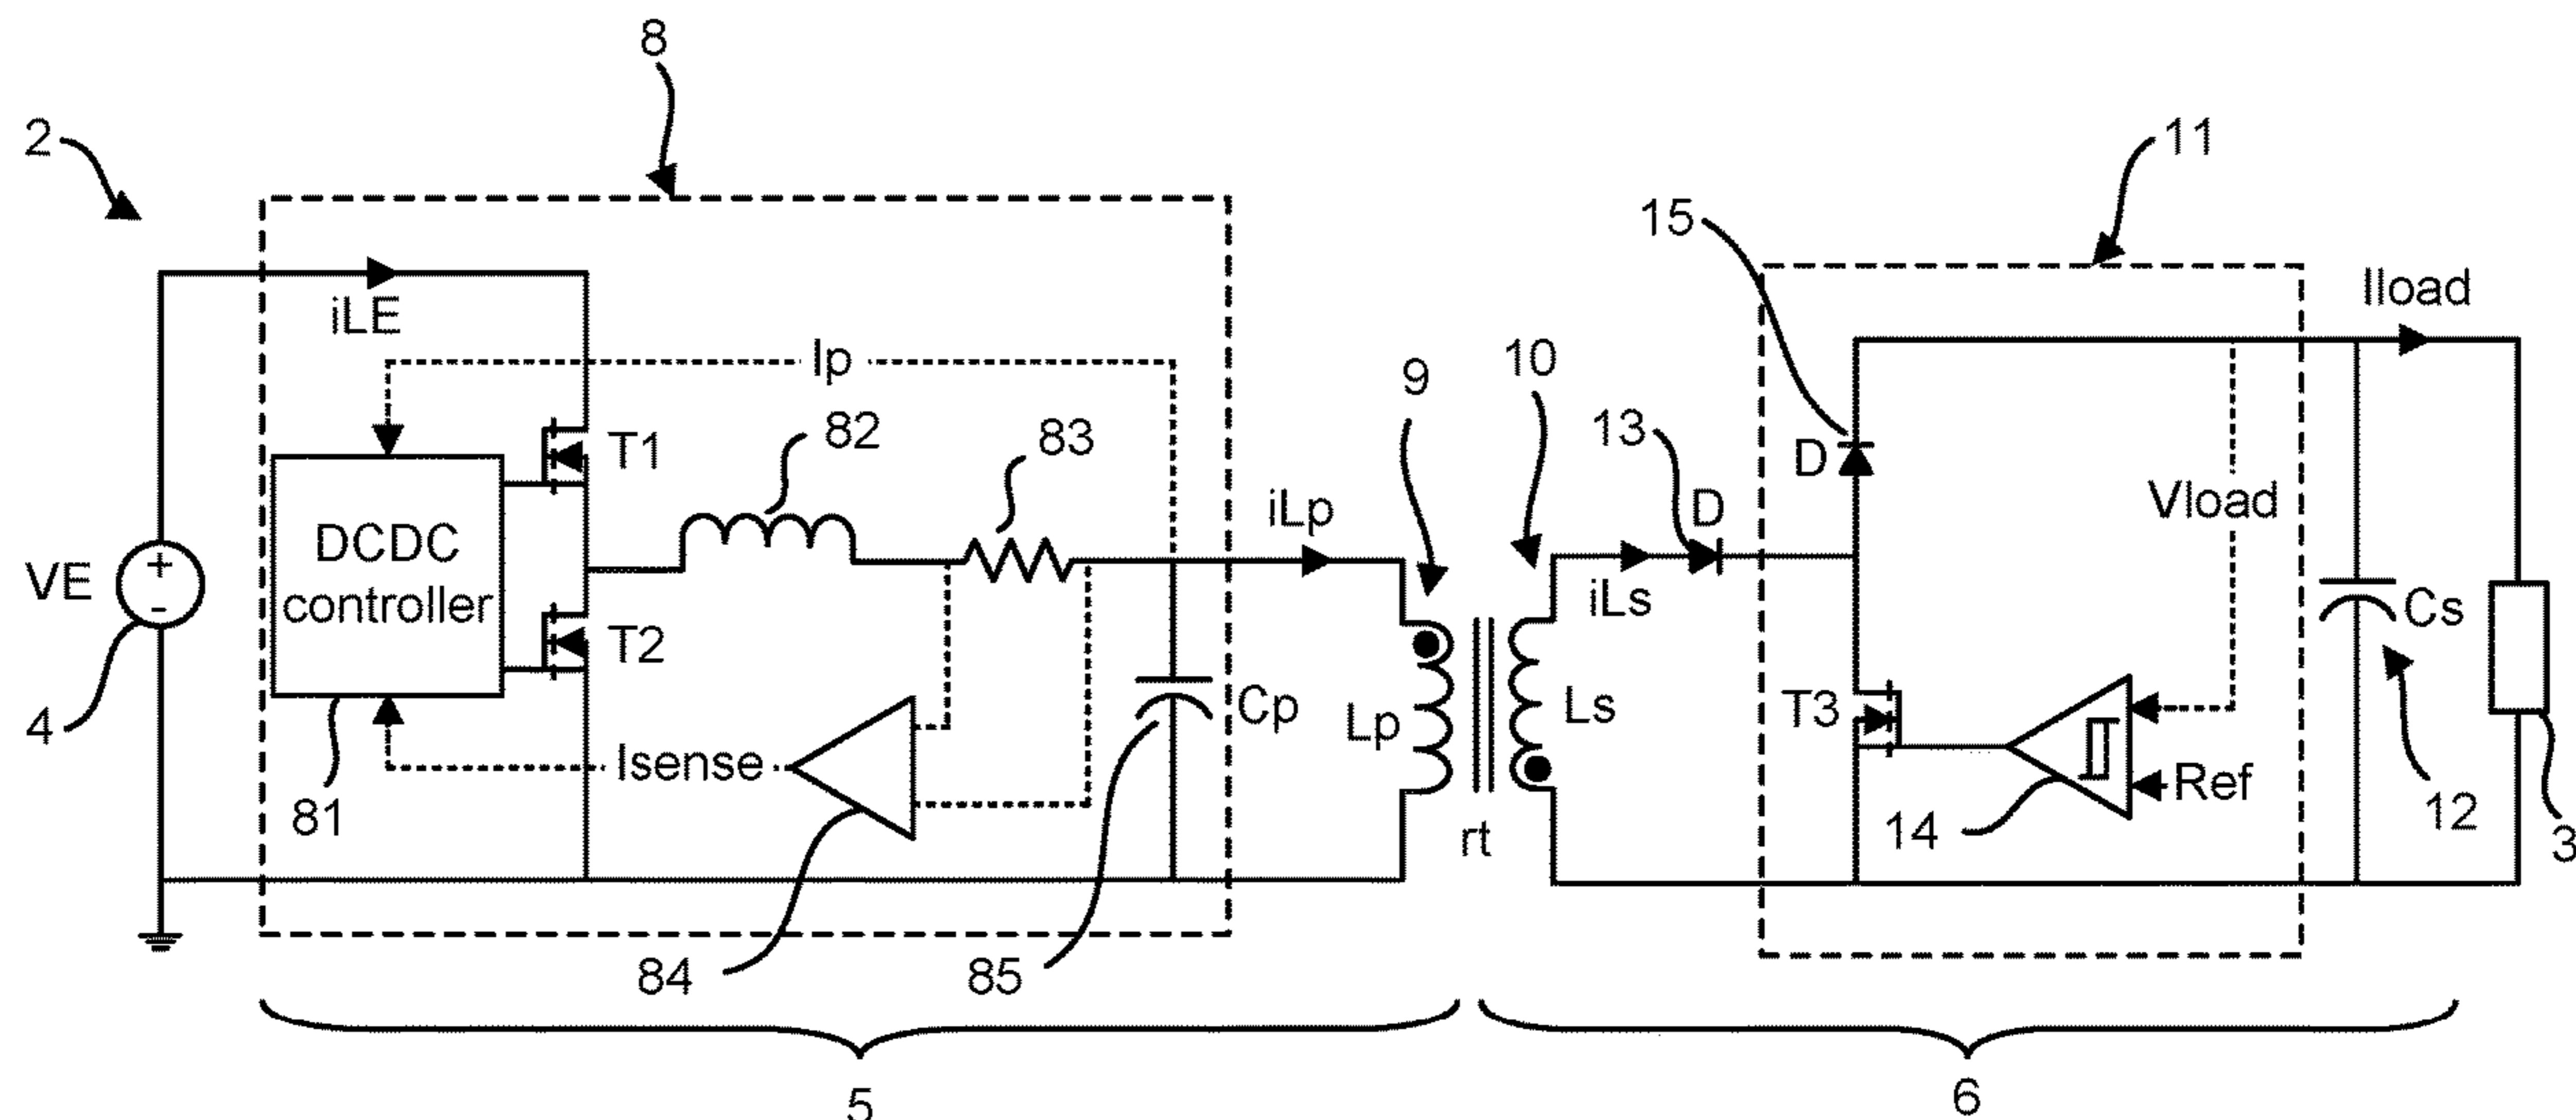 8
2
11
15
iLE
Iload
Ip
9
10
82
83
13
T1
D
D
iLp
Vload
DCDC
controller
VE
+
-
iLs
T2
Cs
T3
Cp
Lp
Ls
4
Isense
Ref
12
81
14
rt
3
84
85
5
6